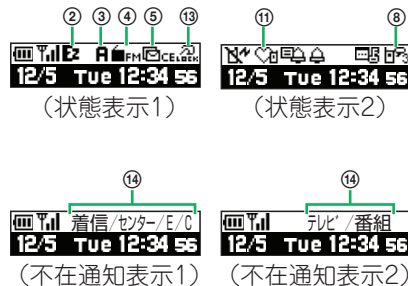 ② ③ ④ ⑤ ⑬
Ez A FM CE LOCK
12/5 Tue 12:34 56
(状態表示1)
⑪ ⑧
12/5 Tue 12:34 56
(状態表示2)
⑭
着信/センター/E/C
12/5 Tue 12:34 56
(不在通知表示1)
⑭
テレビ/番組
12/5 Tue 12:34 56
(不在通知表示2)